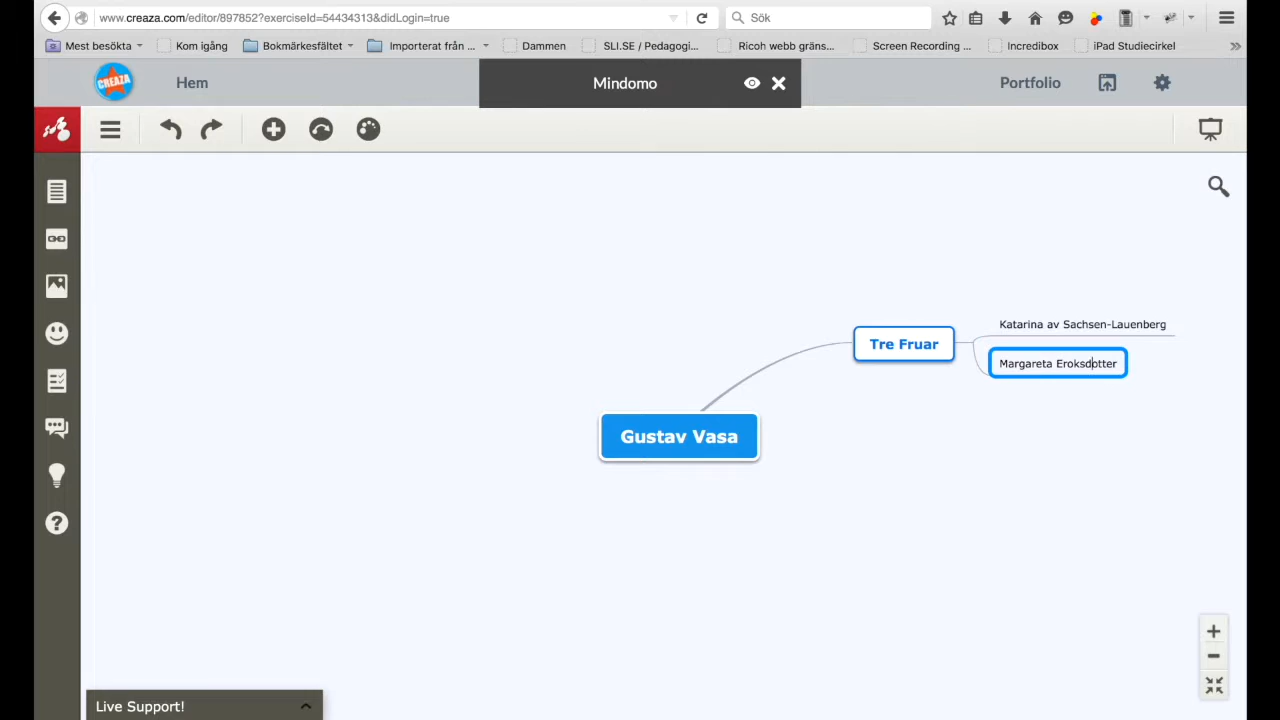 www.creaza.com/editor/897852?exerciseId=54434313&didLogin=true
Sök
Mest besökta
Kom igång
Bokmärkesfältet
Importerat från ...
Dammen
SLI.SE / Pedagogi...
Ricoh webb gräns...
Screen Recording ...
Incredibox
iPad Studiecirkel
CREAZA
Hem
Mindomo
Portfolio
Katarina av Sachsen-Lauenberg
Tre Fruar
Margareta Eroksdotter
Gustav Vasa
Live Support!